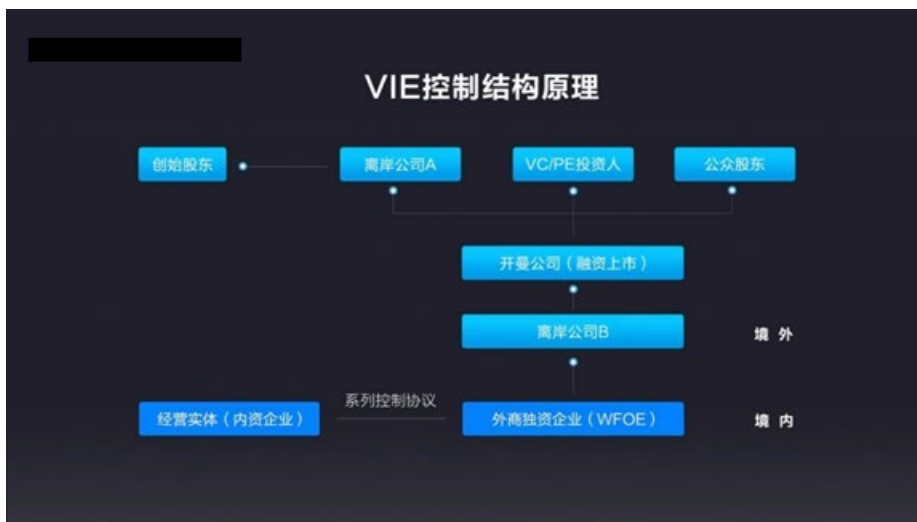 VIE控制结构原理
创始股东
离岸公司A
VC/PE投资人
公众股东
开曼公司（融资上市）
离岸公司B
境 外
系列控制协议
经营实体（内资企业）
外商独资企业（WFOE）
境 内